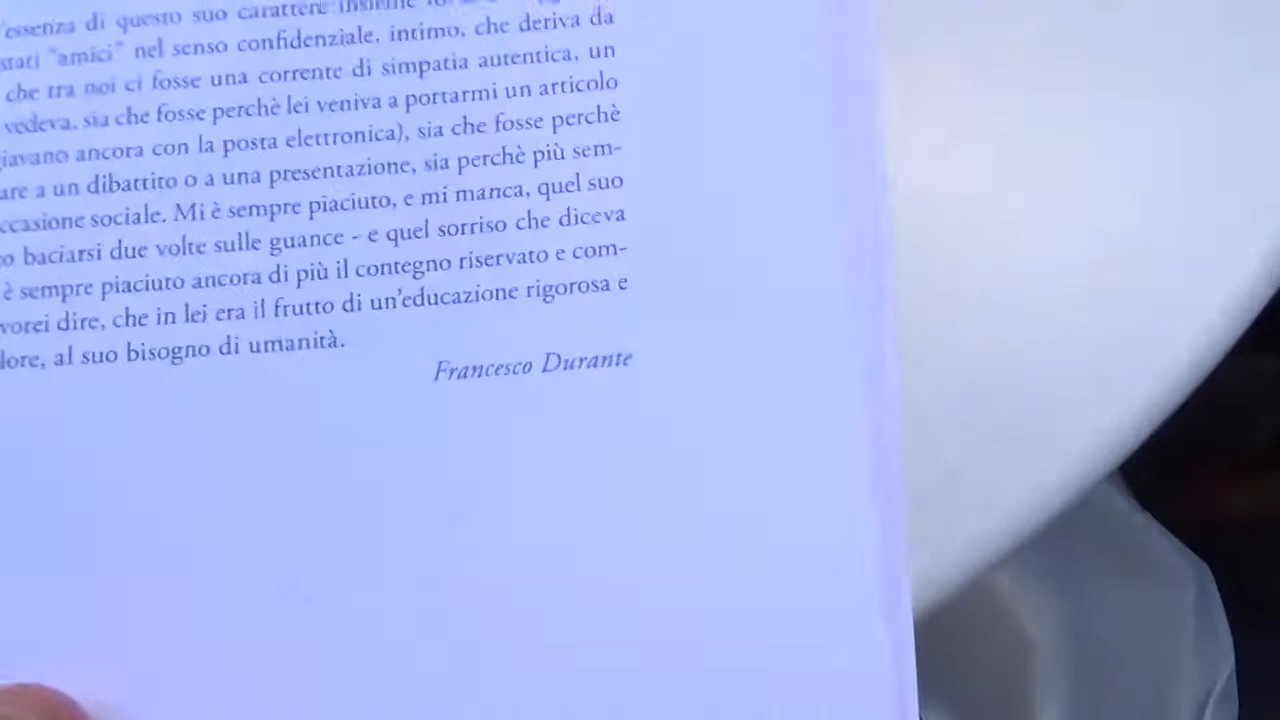 essenza di questo suo carattere insieme
stati "amici" nel senso confidenziale, intimo, che deriva da
che tra noi ci fosse una corrente di simpatia autentica, un
vedeva, sia che fosse perchè lei veniva a portarmi un articolo
giavano ancora con la posta elettronica), sia che fosse perchè
are a un dibattito o a una presentazione, sia perchè più sem-
ccasione sociale. Mi è sempre piaciuto, e mi manca, quel suo
o baciarsi due volte sulle guance - e quel sorriso che diceva
è sempre piaciuto ancora di più il contegno riservato e com-
vorei dire, che in lei era il frutto di un'educazione rigorosa e
lore, al suo bisogno di umanità.
Francesco Durante